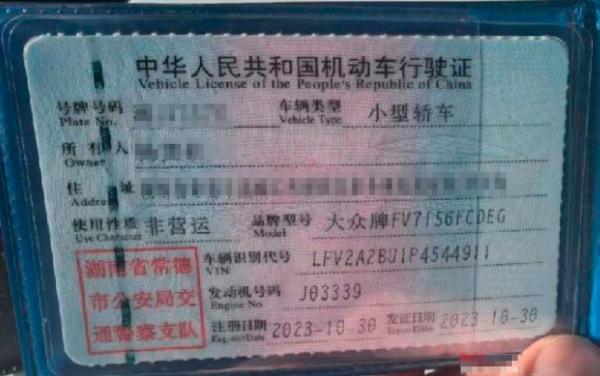 中华人民共和国机动车行驶证
Vehicle License of the People's Republic of China
号牌号码 车辆类型 小型轿车
Plate No. Vehicle Type
所有人
Owner
住址
Address
使用性质 非营运 品牌型号 大众牌FV7156FCDEG
Use Character Model
湖南省常德
市公安局交
通警察支队
车辆识别代号 LFV2A2BU1P4544911
VIN
发动机号码 J03339
Engine No.
注册日期 2023-10-30 发证日期 2023-10-30
Register Date Issue Date